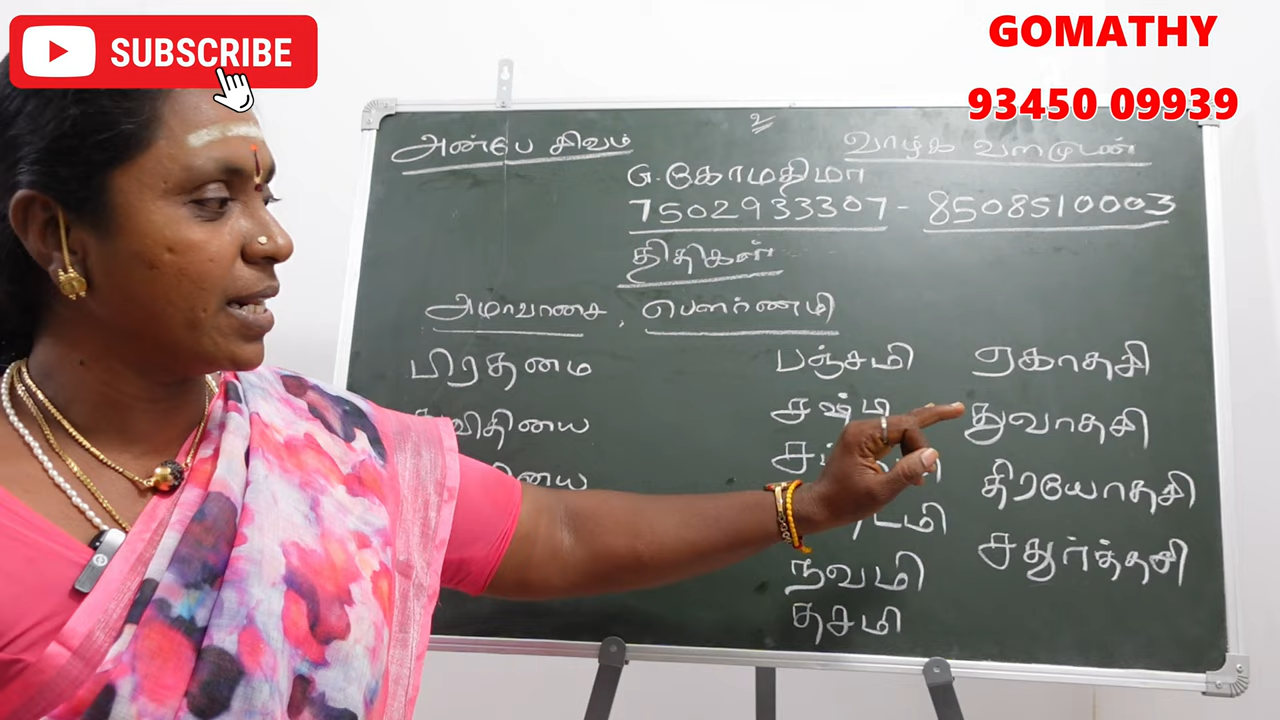 SUBSCRIBE
GOMATHY
93450 09939
௨
அன்பே சிவம்
வாழ்க வளமுடன்
G.கோமதிமா
7502933307 - 8508510003
திதிகள்
அமாவாசை, பௌர்ணமி
பிரதமை
பஞ்சமி
ஏகாதசி
துவாதசி
திரயோதசி
நவமி
சதுர்த்தசி
தசமி